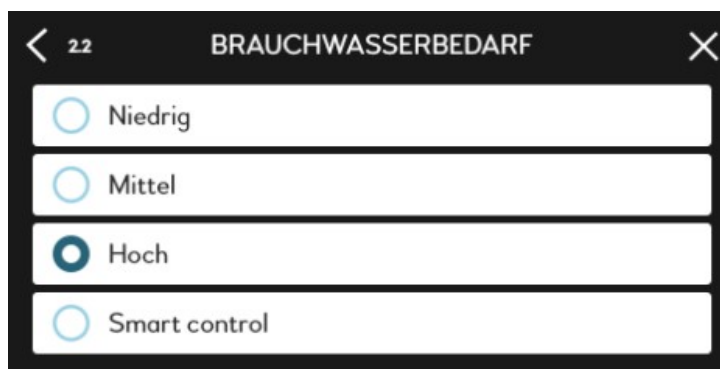 2.2 BRAUCHWASSERBEDARF
Niedrig
Mittel
Hoch
Smart control